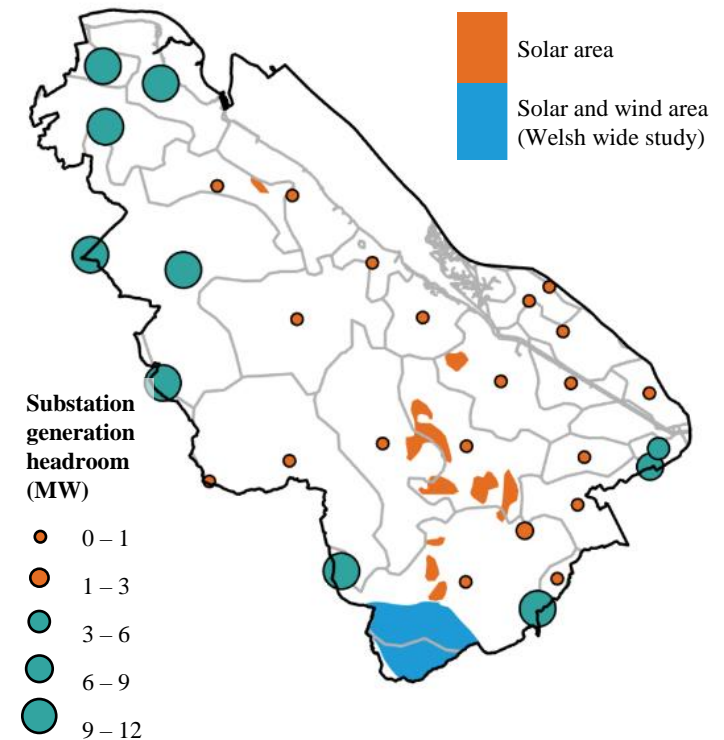 Solar area
Solar and wind area
(Welsh wide study)
Substation
generation
headroom
(MW)
0 – 1
1 – 3
3 – 6
6 – 9
9 – 12